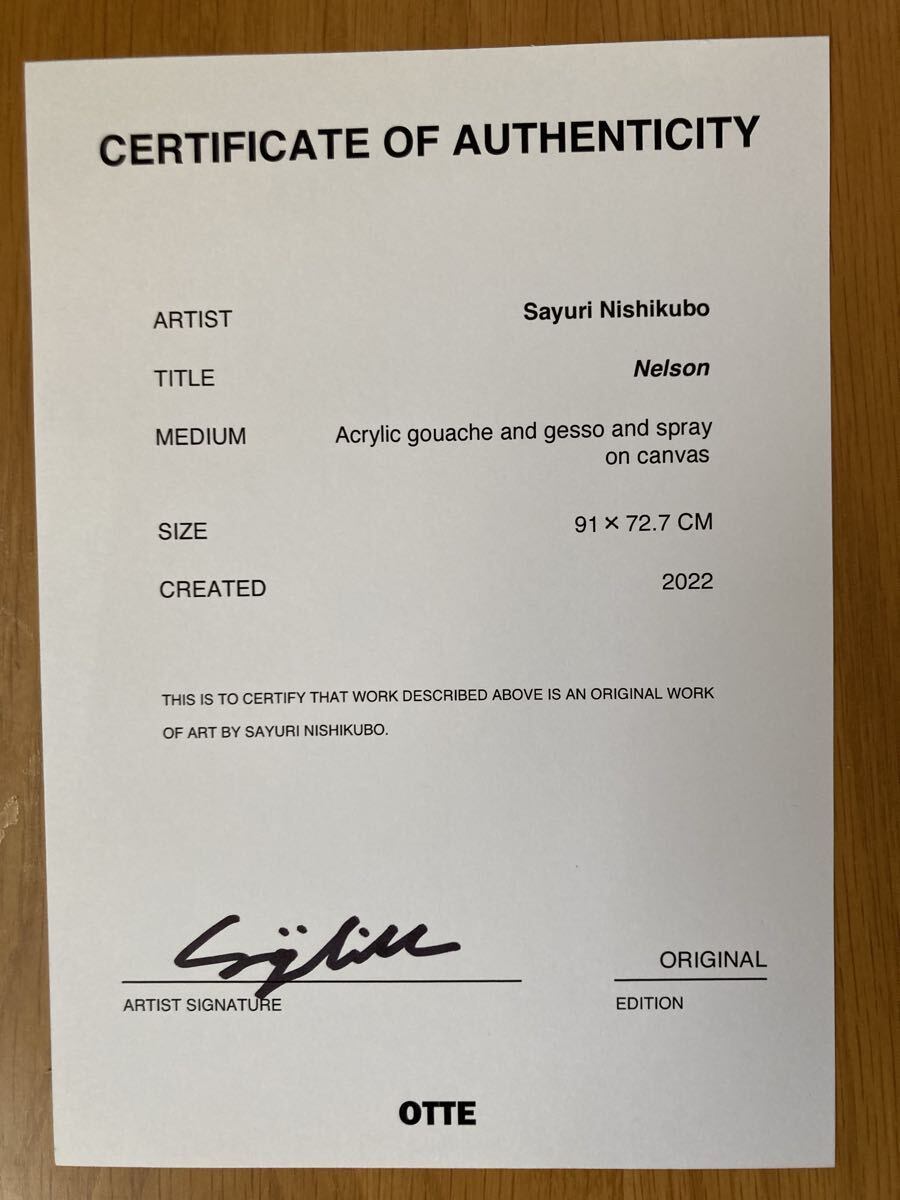 CERTIFICATE OF AUTHENTICITY
ARTIST Sayuri Nishikubo
TITLE Nelson
MEDIUM Acrylic gouache and gesso and spray
on canvas
SIZE 91 × 72.7 CM
CREATED 2022
THIS IS TO CERTIFY THAT WORK DESCRIBED ABOVE IS AN ORIGINAL WORK
OF ART BY SAYURI NISHIKUBO.
ORIGINAL
ARTIST SIGNATURE EDITION
OTTE